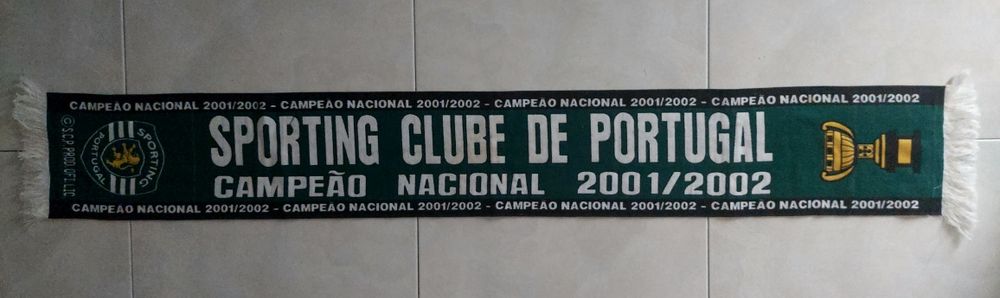 CAMPEÃO NACIONAL 2001/2002 - CAMPEÃO NACIONAL 2001/2002 - CAMPEÃO NACIONAL 2001/2002 - CAMPEÃO NACIONAL 2001/2002
SPORTING
PORTUGAL
SPORTING CLUBE DE PORTUGAL
CAMPEÃO NACIONAL 2001/2002
CAMPEÃO NACIONAL 2001/2002 - CAMPEÃO NACIONAL 2001/2002 - CAMPEÃO NACIONAL 2001/2002 - CAMPEÃO NACIONAL 2001/2002